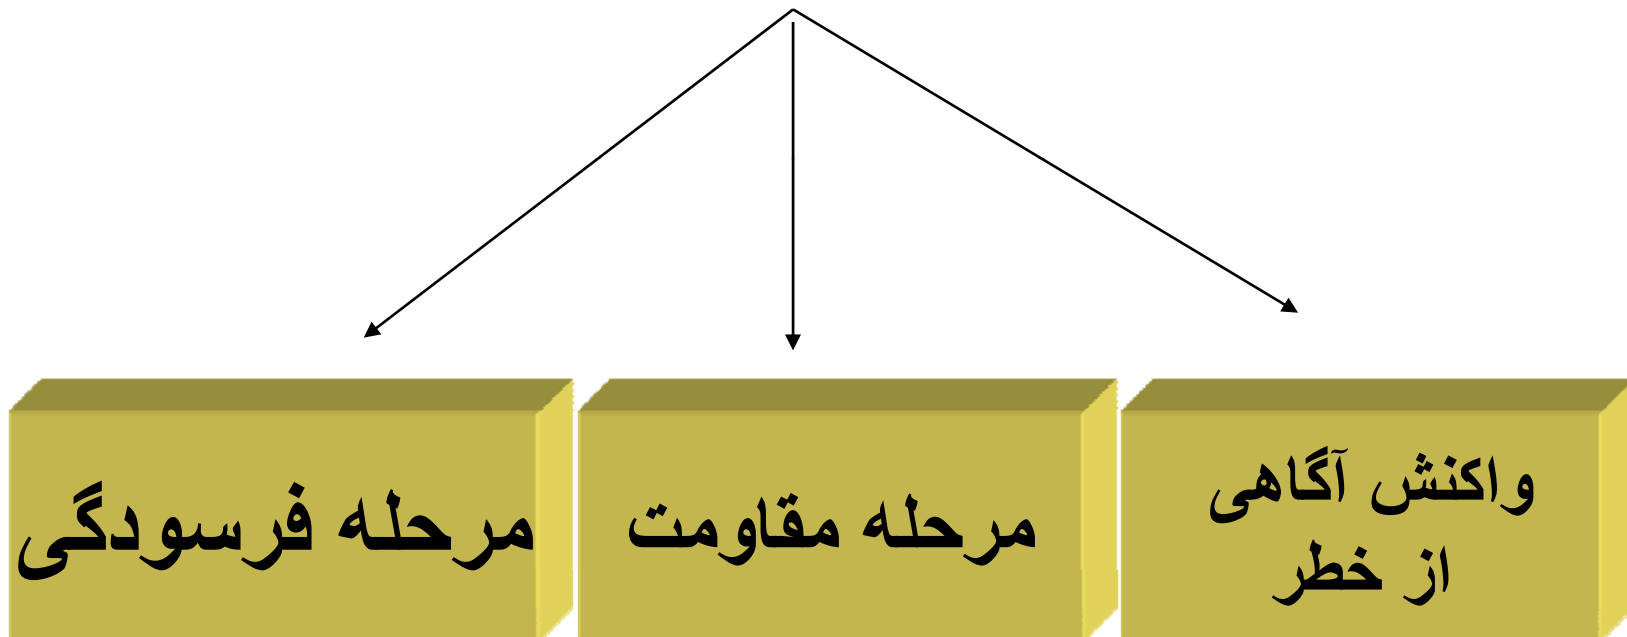 واکنش آگاهی
از خطر
مرحله مقاومت
مرحله فرسودگی